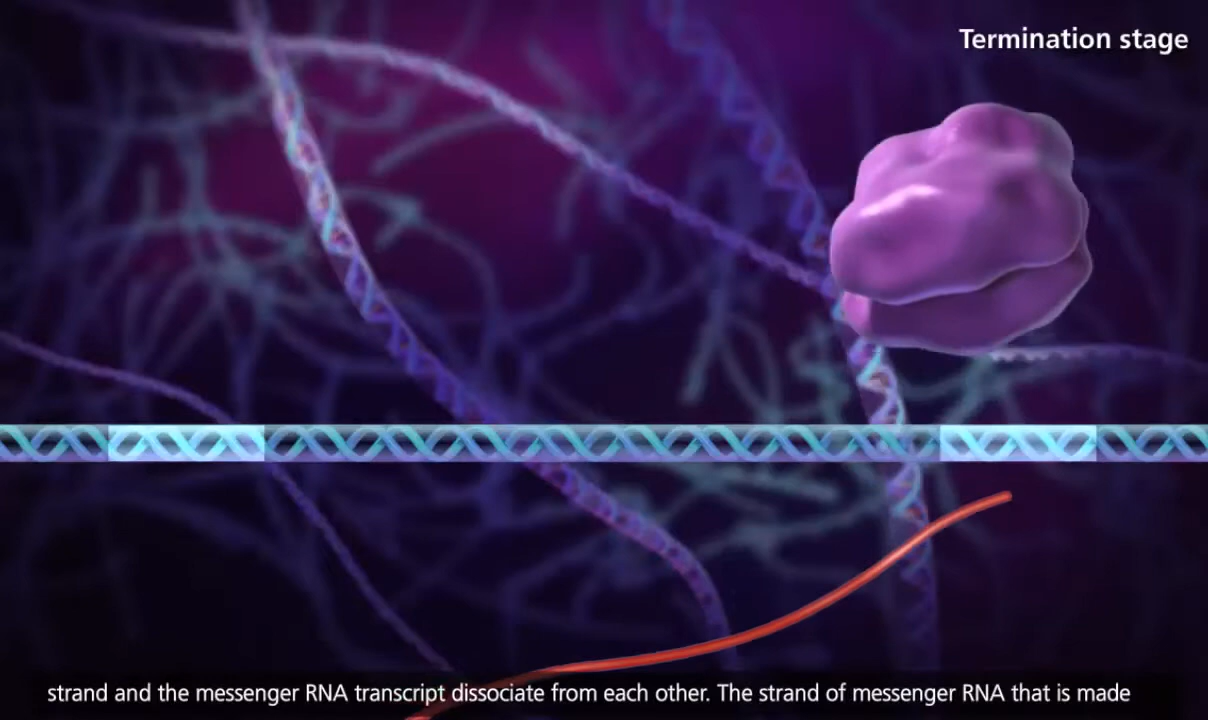 Termination stage
strand and the messenger RNA transcript dissociate from each other. The strand of messenger RNA that is made